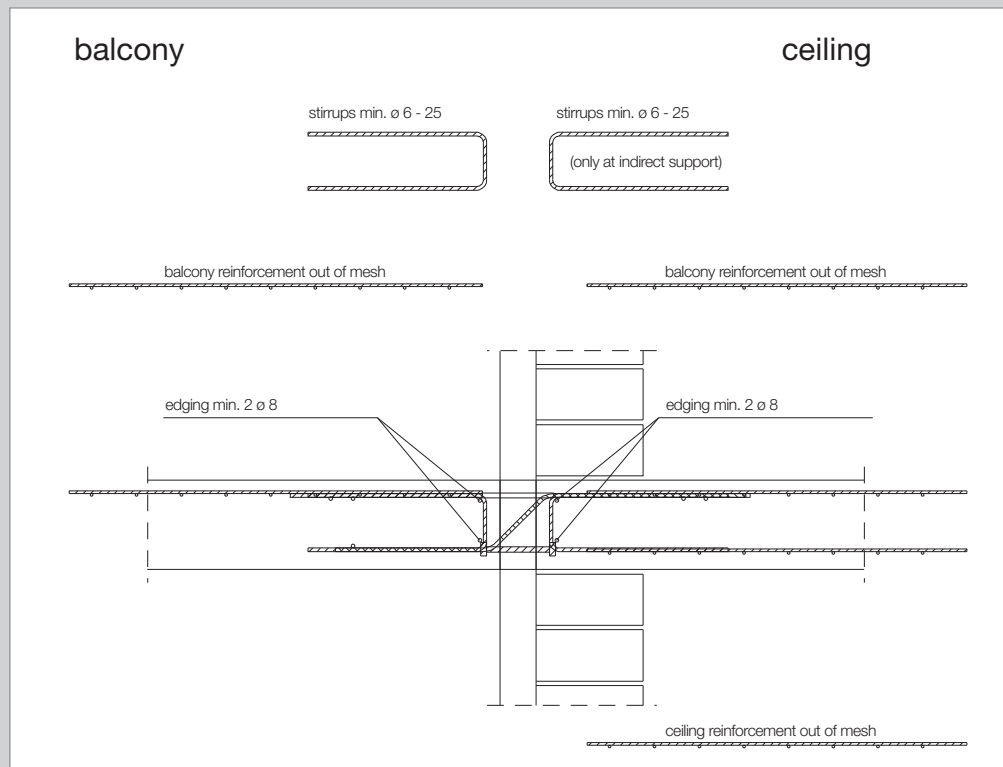 balcony
ceiling
stirrups min. ø 6 - 25
stirrups min. ø 6 - 25
(only at indirect support)
balcony reinforcement out of mesh
balcony reinforcement out of mesh
edging min. 2 ø 8
edging min. 2 ø 8
ceiling reinforcement out of mesh